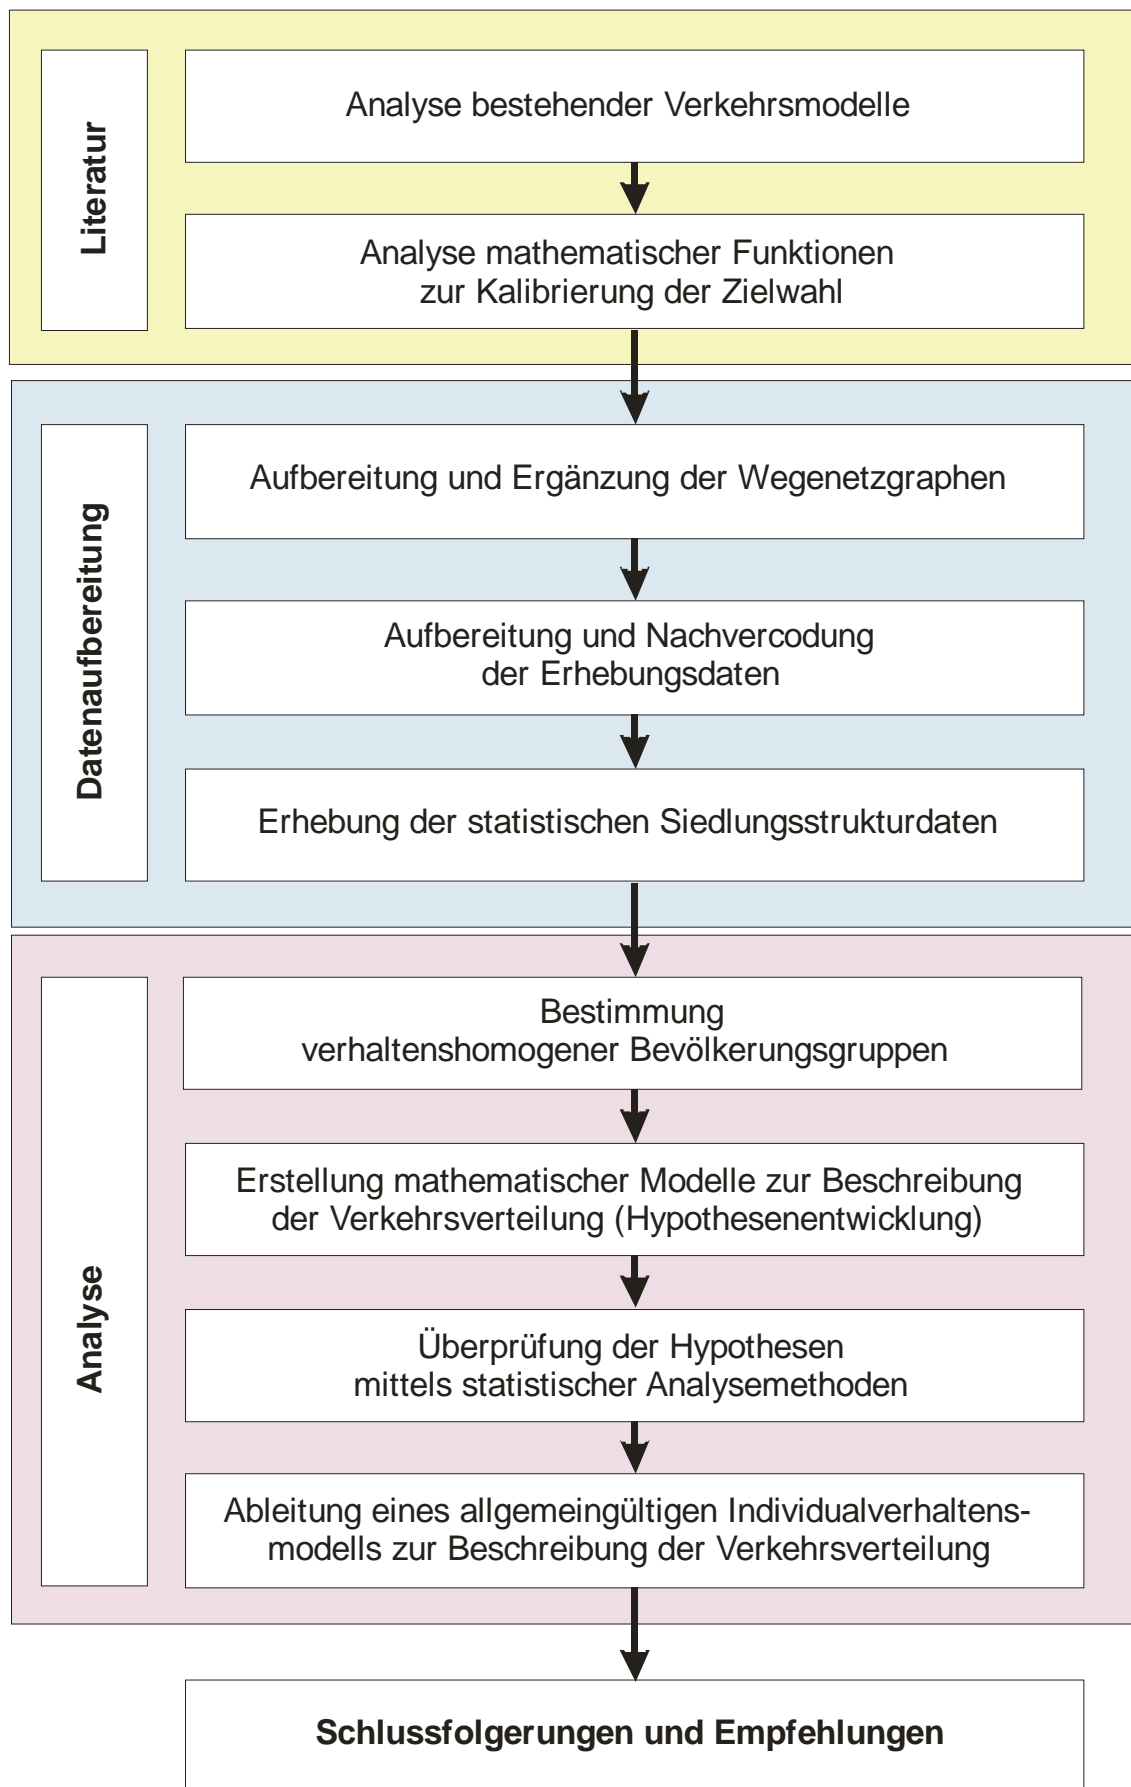 Literatur
Analyse bestehender Verkehrsmodelle
Analyse mathematischer Funktionen
zur Kalibrierung der Zielwahl
Datenaufbereitung
Aufbereitung und Ergänzung der Wegenetzgraphen
Aufbereitung und Nachvercodung
der Erhebungsdaten
Erhebung der statistischen Siedlungsstrukturdaten
Analyse
Bestimmung
verhaltenshomogener Bevölkerungsgruppen
Erstellung mathematischer Modelle zur Beschreibung
der Verkehrsverteilung (Hypothesenentwicklung)
Überprüfung der Hypothesen
mittels statistischer Analysemethoden
Ableitung eines allgemeingültigen Individualverhaltens-
modells zur Beschreibung der Verkehrsverteilung
Schlussfolgerungen und Empfehlungen